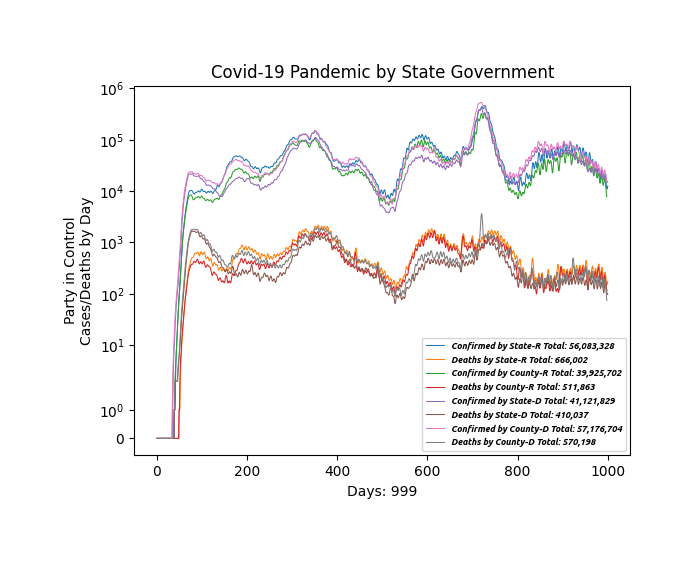 Covid-19 Pandemic by State Government
Party in Control
Cases/Deaths by Day
10^6
10^5
10^4
10^3
10^2
10^1
10^0
0
Confirmed by State-R Total: 56,083,328
Deaths by State-R Total: 666,002
Confirmed by County-R Total: 39,925,702
Deaths by County-R Total: 511,863
Confirmed by State-D Total: 41,121,829
Deaths by State-D Total: 410,037
Confirmed by County-D Total: 57,176,704
Deaths by County-D Total: 570,198
0 200 400 600 800 1000
Days: 999